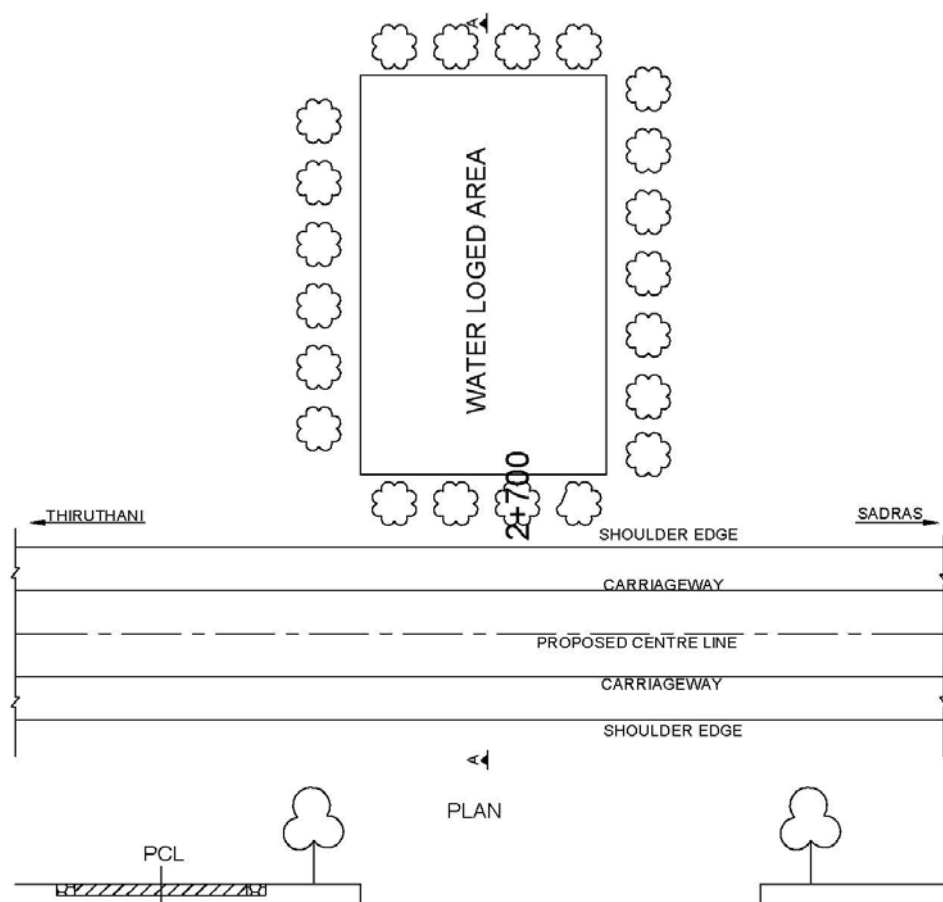 A
WATER LOGED AREA
2+700
THIRUTHANI
SADRAS
SHOULDER EDGE
CARRIAGEWAY
PROPOSED CENTRE LINE
CARRIAGEWAY
SHOULDER EDGE
A
PLAN
PCL